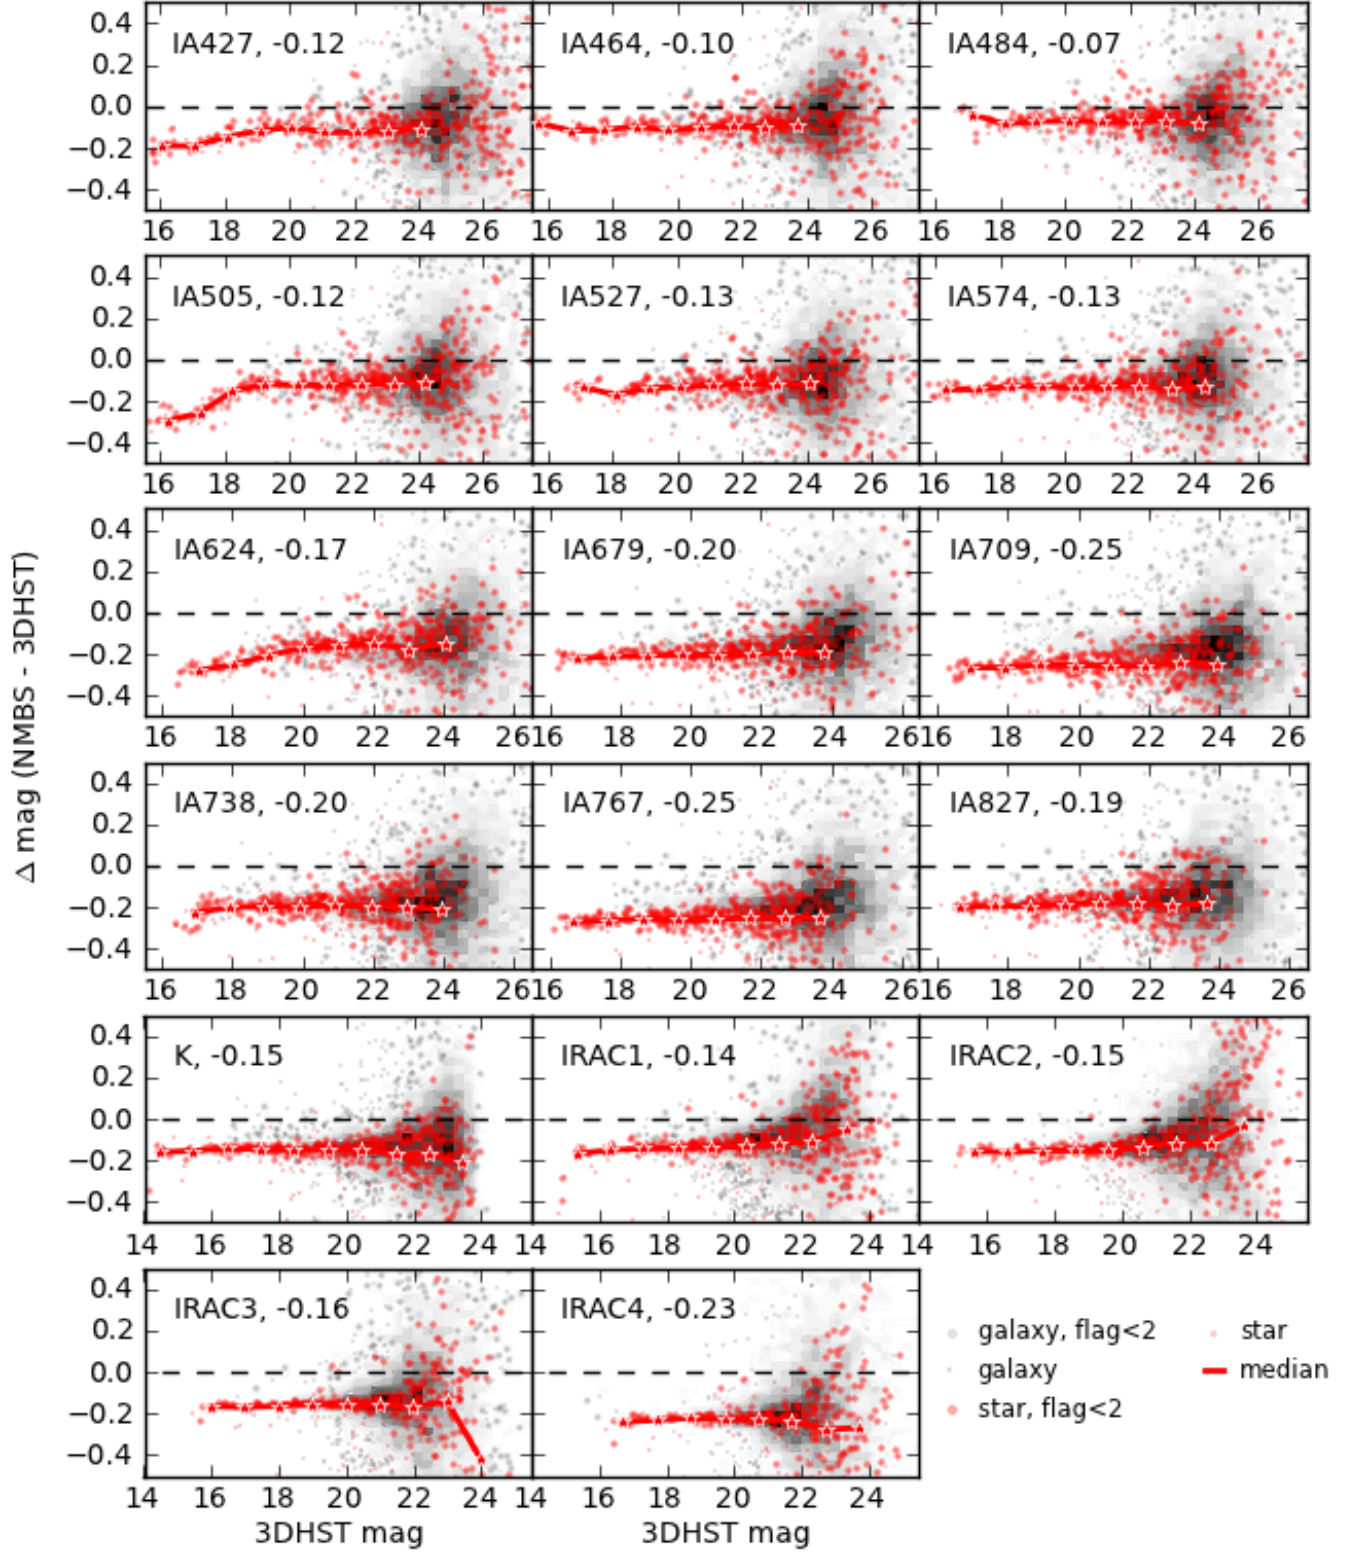 0.4
0.2
0.0
−0.2
−0.4
IA427, -0.12
IA464, -0.10
IA484, -0.07
16 18 20 22 24 26
16 18 20 22 24 26
16 18 20 22 24 26
0.4
0.2
0.0
−0.2
−0.4
IA505, -0.12
IA527, -0.13
IA574, -0.13
16 18 20 22 24 26
16 18 20 22 24 26
16 18 20 22 24 26
0.4
0.2
0.0
−0.2
−0.4
IA624, -0.17
IA679, -0.20
IA709, -0.25
16 18 20 22 24 26
16 18 20 22 24 26
16 18 20 22 24 26
Δ mag (NMBS - 3DHST)
0.4
0.2
0.0
−0.2
−0.4
IA738, -0.20
IA767, -0.25
IA827, -0.19
16 18 20 22 24 26
16 18 20 22 24 26
16 18 20 22 24 26
0.4
0.2
0.0
−0.2
−0.4
K, -0.15
IRAC1, -0.14
IRAC2, -0.15
14 16 18 20 22 24
14 16 18 20 22 24
14 16 18 20 22 24
0.4
0.2
0.0
−0.2
−0.4
IRAC3, -0.16
IRAC4, -0.23
14 16 18 20 22 24
14 16 18 20 22 24
3DHST mag
3DHST mag
galaxy, flag<2
galaxy
star, flag<2
star
median